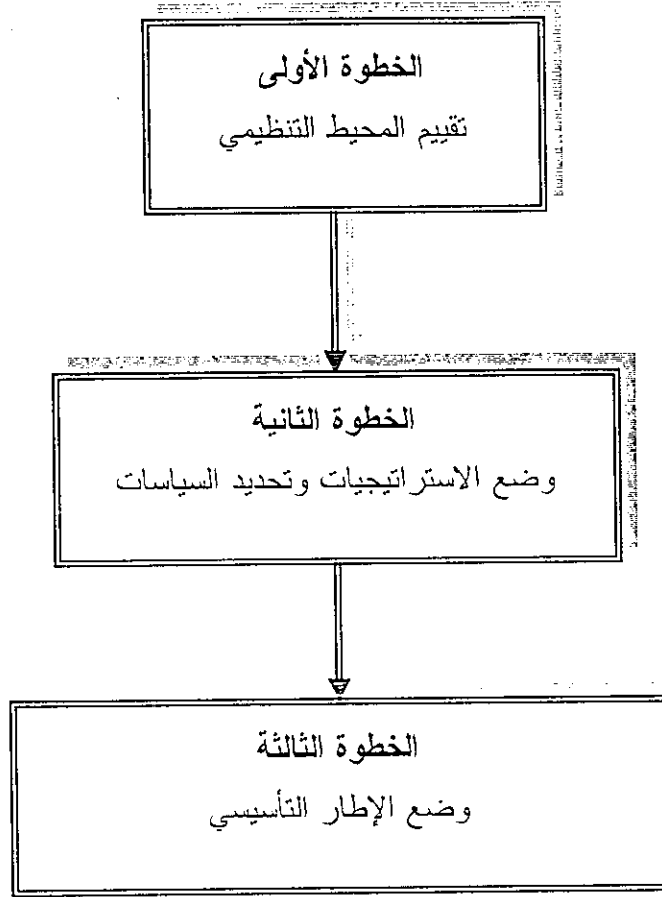 الخطوة الأولى
تقييم المحيط التنظيمي
الخطوة الثانية
وضع الاستراتيجيات وتحديد السياسات
الخطوة الثالثة
وضع الإطار التأسيسي